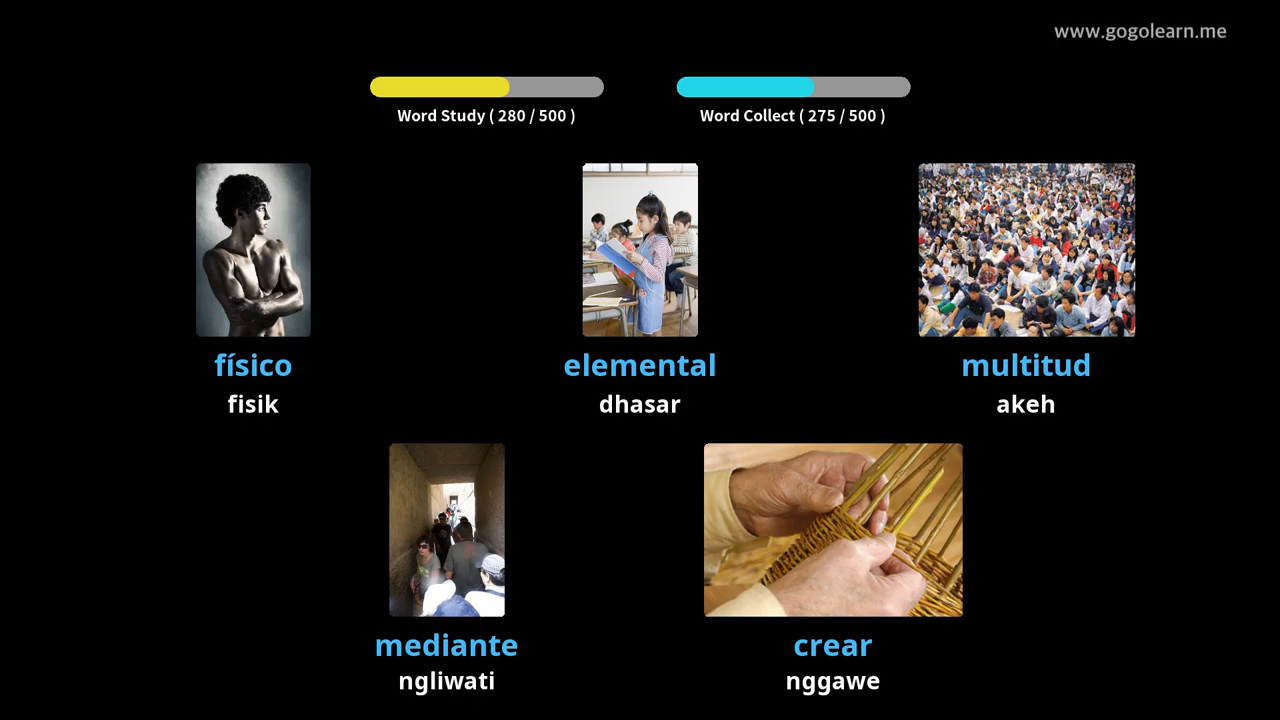 www.gogolearn.me
Word Study ( 280 / 500 )
Word Collect ( 275 / 500 )
físico
elemental
multitud
fisik
dhasar
akeh
mediante
crear
ngliwati
nggawe